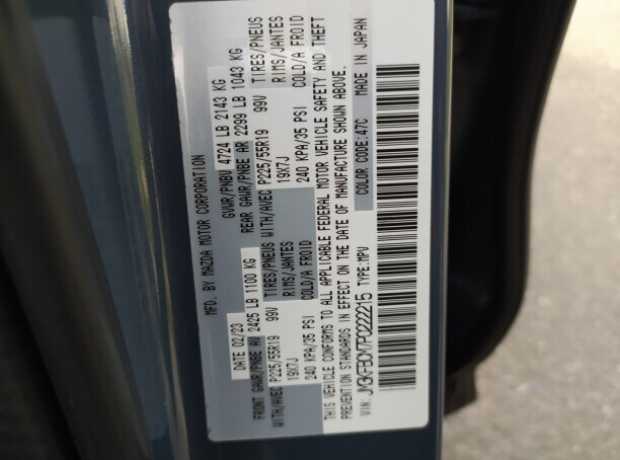 MFD. BY MAZDA MOTOR CORPORATION
DATE 02/23 GVWR/PNBV 4724 LB 2143 KG
FRONT GAWR/PNBE AV 2425 LB 1100 KG REAR GAWR/PNBE AR 2299 LB 1043 KG
WITH/AVEC P225/55R19 99V TIRES/PNEUS WITH/AVEC P225/55R19 99V TIRES/PNEUS
19X7J RIMS/JANTES 19X7J RIMS/JANTES
240 KPA/35 PSI COLD/A FROID 240 KPA/35 PSI COLD/A FROID
THIS VEHICLE CONFORMS TO ALL APPLICABLE FEDERAL MOTOR VEHICLE SAFETY AND THEFT
PREVENTION STANDARDS IN EFFECT ON THE DATE OF MANUFACTURE SHOWN ABOVE.
VIN: TYPE:MPV COLOR CODE:47C MADE IN JAPAN